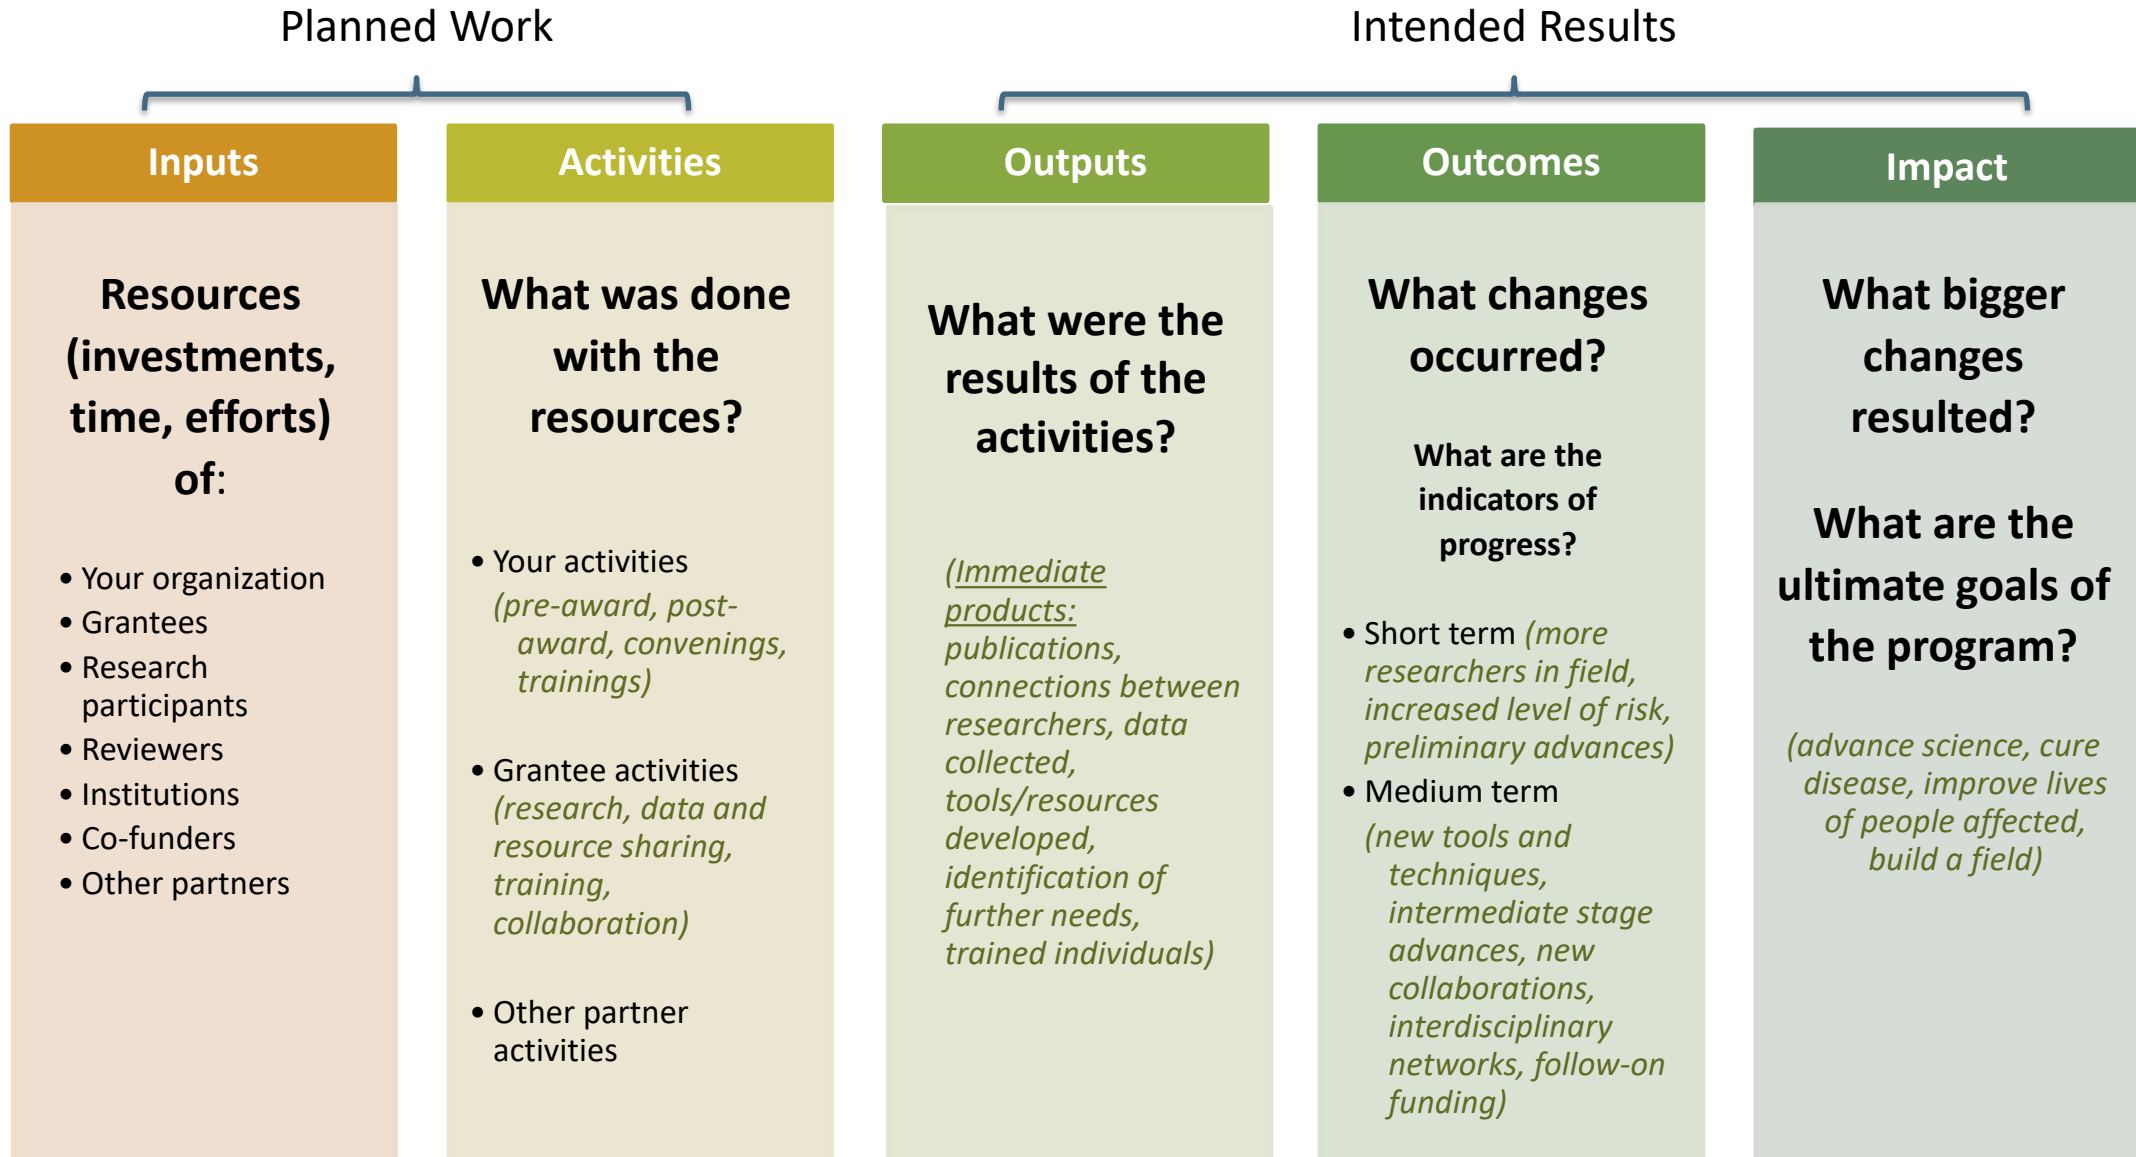 Planned Work
Intended Results
Inputs
Resources
(investments,
time, efforts)
of:
• Your organization
• Grantees
• Research
participants
• Reviewers
• Institutions
• Co-funders
• Other partners
Activities
What was done
with the
resources?
• Your activities
(pre-award, post-
award, convenings,
trainings)
• Grantee activities
(research, data and
resource sharing,
training,
collaboration)
• Other partner
activities
Outputs
What were the
results of the
activities?
(Immediate
products:
publications,
connections between
researchers, data
collected,
tools/resources
developed,
identification of
further needs,
trained individuals)
Outcomes
What changes
occurred?
What are the
indicators of
progress?
• Short term (more
researchers in field,
increased level of risk,
preliminary advances)
• Medium term
(new tools and
techniques,
intermediate stage
advances, new
collaborations,
interdisciplinary
networks, follow-on
funding)
Impact
What bigger
changes
resulted?
What are the
ultimate goals of
the program?
(advance science, cure
disease, improve lives
of people affected,
build a field)